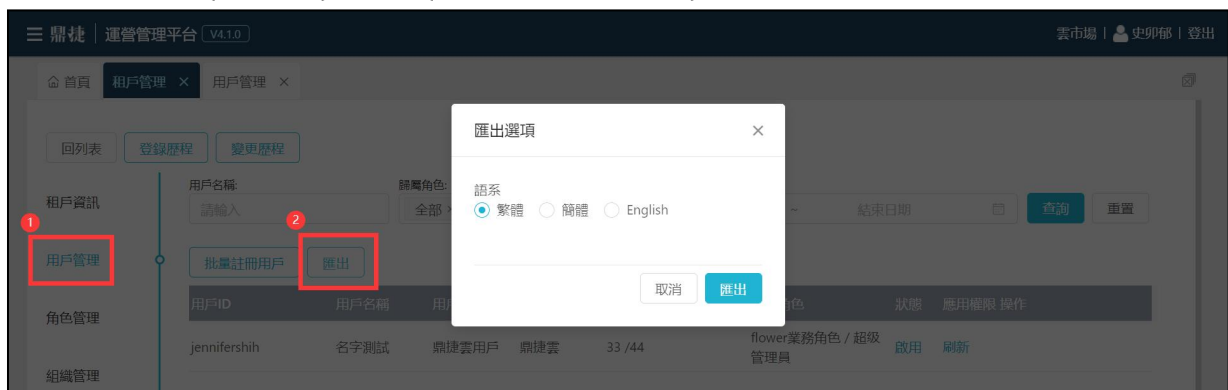 鼎捷 | 運營管理平台 V4.1.0
雲市場 | 史卯郁 | 登出
首頁 租戶管理 × 用戶管理 ×
回列表 登錄歷程 變更歷程
租戶資訊
用戶管理
角色管理
組織管理
用戶名稱:
請輸入
歸屬角色:
全部
~ 結束日期
查詢 重置
1
2
批量註冊用戶 匯出
用戶ID 用戶名稱 用 角色 狀態 應用權限 操作
jennifershih 名字測試 鼎捷雲用戶 鼎捷雲 33 /44 flower業務角色 / 超级
管理員
啟用 刷新
匯出選項 ×
語系
繁體 簡體 English
取消 匯出